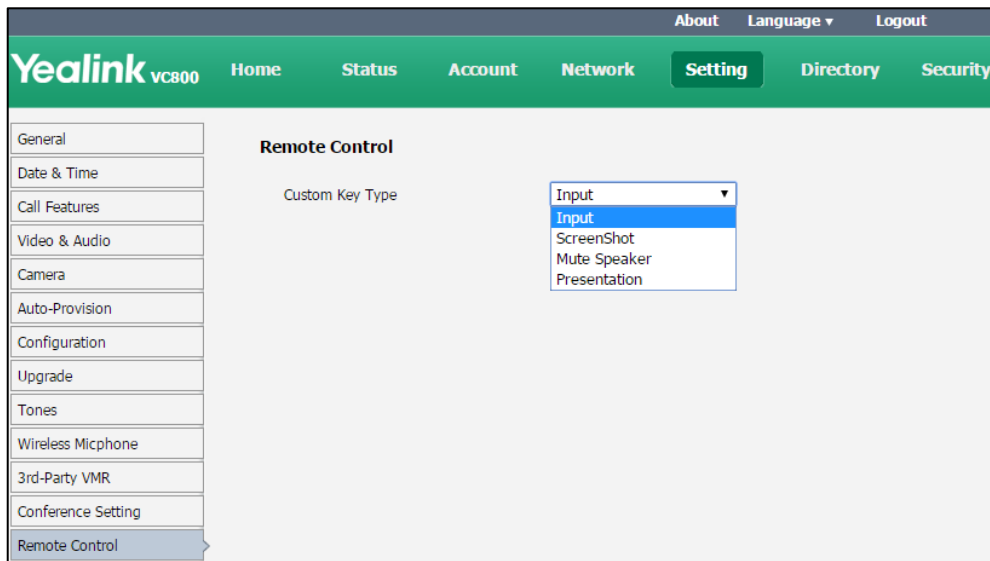 About Language ▾ Logout
Yealink VC800 Home Status Account Network Setting Directory Security
General
Remote Control
Date & Time
Custom Key Type Input ▼
Call Features
Input
Video & Audio
ScreenShot
Mute Speaker
Camera
Presentation
Auto-Provision
Configuration
Upgrade
Tones
Wireless Micphone
3rd-Party VMR
Conference Setting
Remote Control